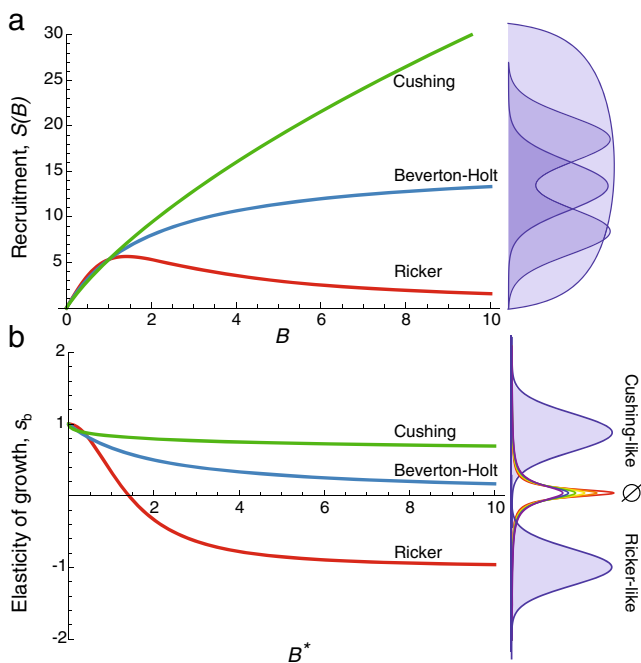 a
30
25
20
15
10
5
0
2
4
6
8
10
Recruitment, S(B)
B
Cushing
Beverton-Holt
Ricker
b
2
1
-1
-2
2
4
6
8
10
Elasticity of growth, s_b
B*
Cushing
Beverton-Holt
Ricker
Cushing-like
∅
Ricker-like